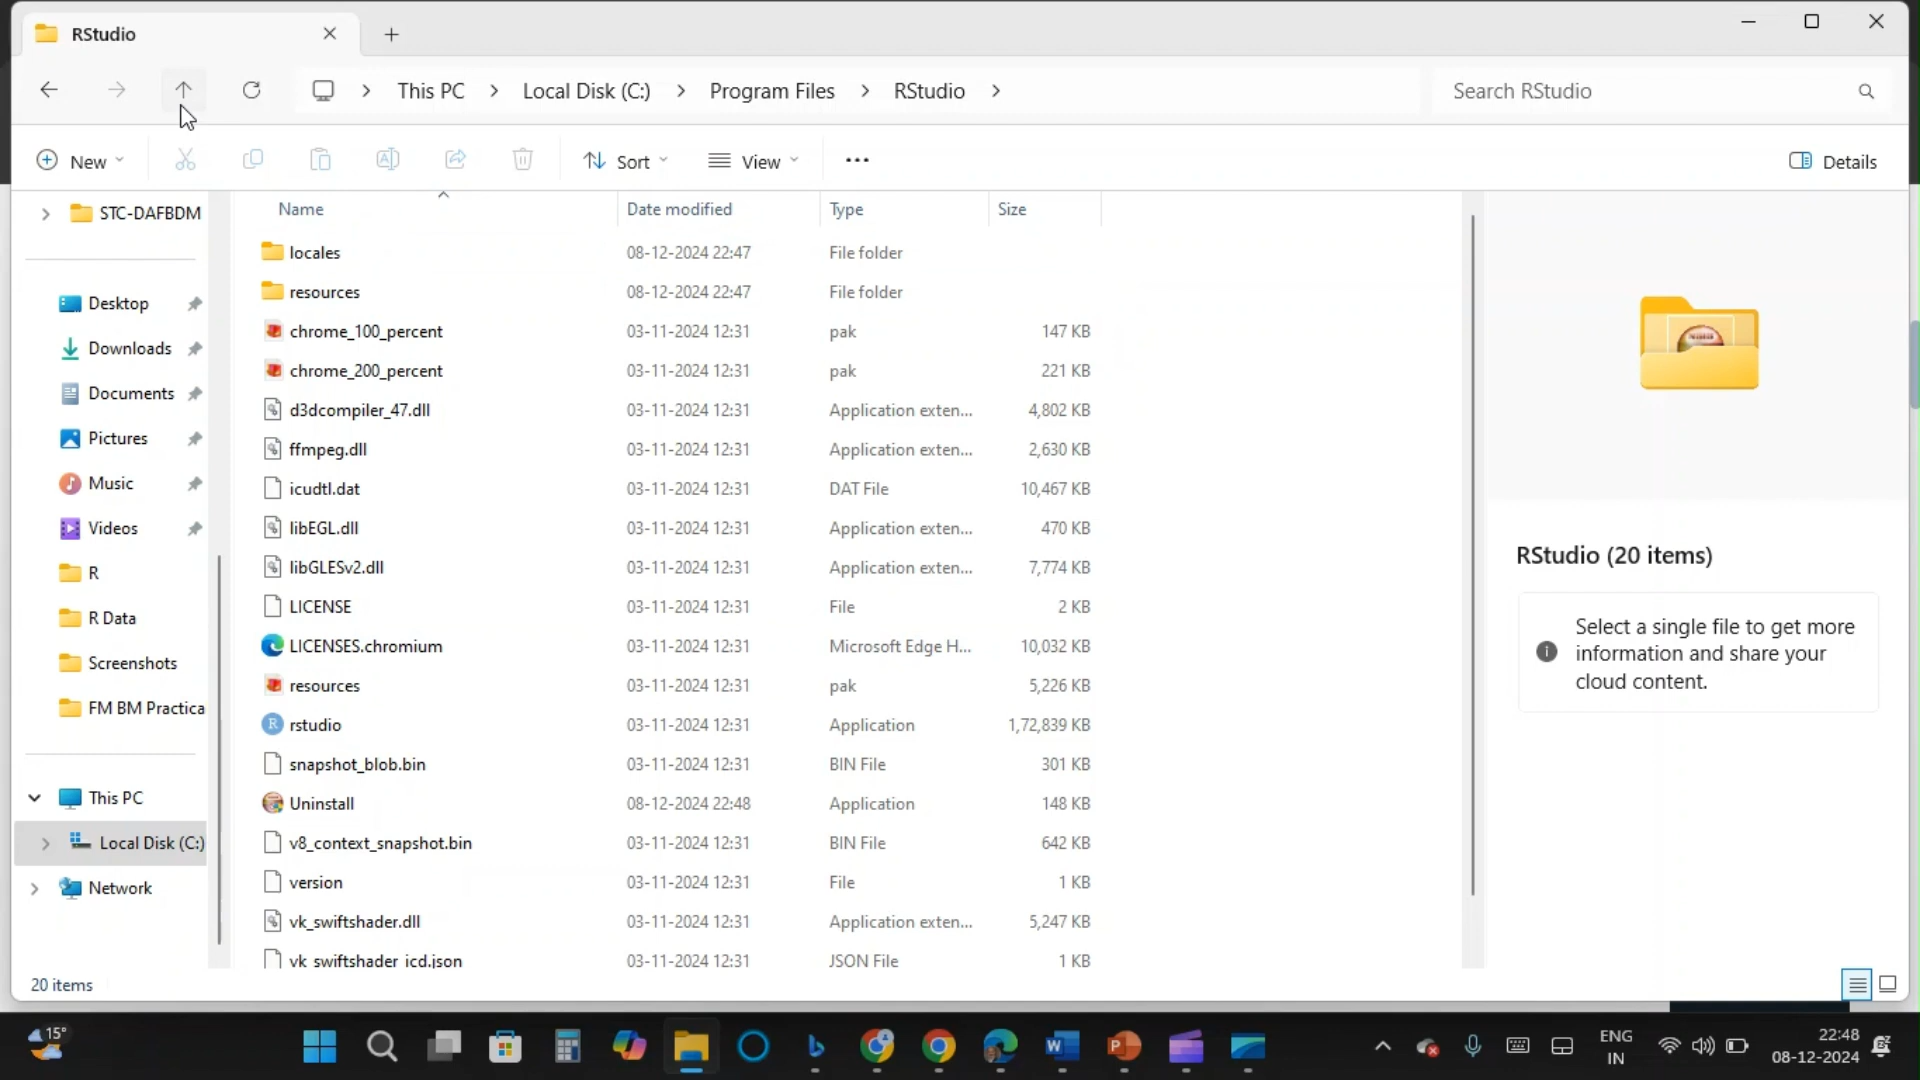 RStudio
This PC
Local Disk (C:)
Program Files
RStudio
Search RStudio
New
Sort
View
Details
STC-DAFBDM
Desktop
Downloads
Documents
Pictures
Music
Videos
R
R Data
Screenshots
FM BM Practica
This PC
Local Disk (C:)
Network
Name Date modified Type Size
locales 08-12-2024 22:47 File folder
resources 08-12-2024 22:47 File folder
chrome_100_percent 03-11-2024 12:31 pak 147 KB
chrome_200_percent 03-11-2024 12:31 pak 221 KB
d3dcompiler_47.dll 03-11-2024 12:31 Application exten... 4,802 KB
ffmpeg.dll 03-11-2024 12:31 Application exten... 2,630 KB
icudtl.dat 03-11-2024 12:31 DAT File 10,467 KB
libEGL.dll 03-11-2024 12:31 Application exten... 470 KB
libGLESv2.dll 03-11-2024 12:31 Application exten... 7,774 KB
LICENSE 03-11-2024 12:31 File 2 KB
LICENSES.chromium 03-11-2024 12:31 Microsoft Edge H... 10,032 KB
resources 03-11-2024 12:31 pak 5,226 KB
rstudio 03-11-2024 12:31 Application 1,72,839 KB
snapshot_blob.bin 03-11-2024 12:31 BIN File 301 KB
Uninstall 08-12-2024 22:48 Application 148 KB
v8_context_snapshot.bin 03-11-2024 12:31 BIN File 642 KB
version 03-11-2024 12:31 File 1 KB
vk_swiftshader.dll 03-11-2024 12:31 Application exten... 5,247 KB
vk_swiftshader_icd.json 03-11-2024 12:31 JSON File 1 KB
RStudio (20 items)
Select a single file to get more
information and share your
cloud content.
20 items
15°
ENG
IN
22:48
08-12-2024